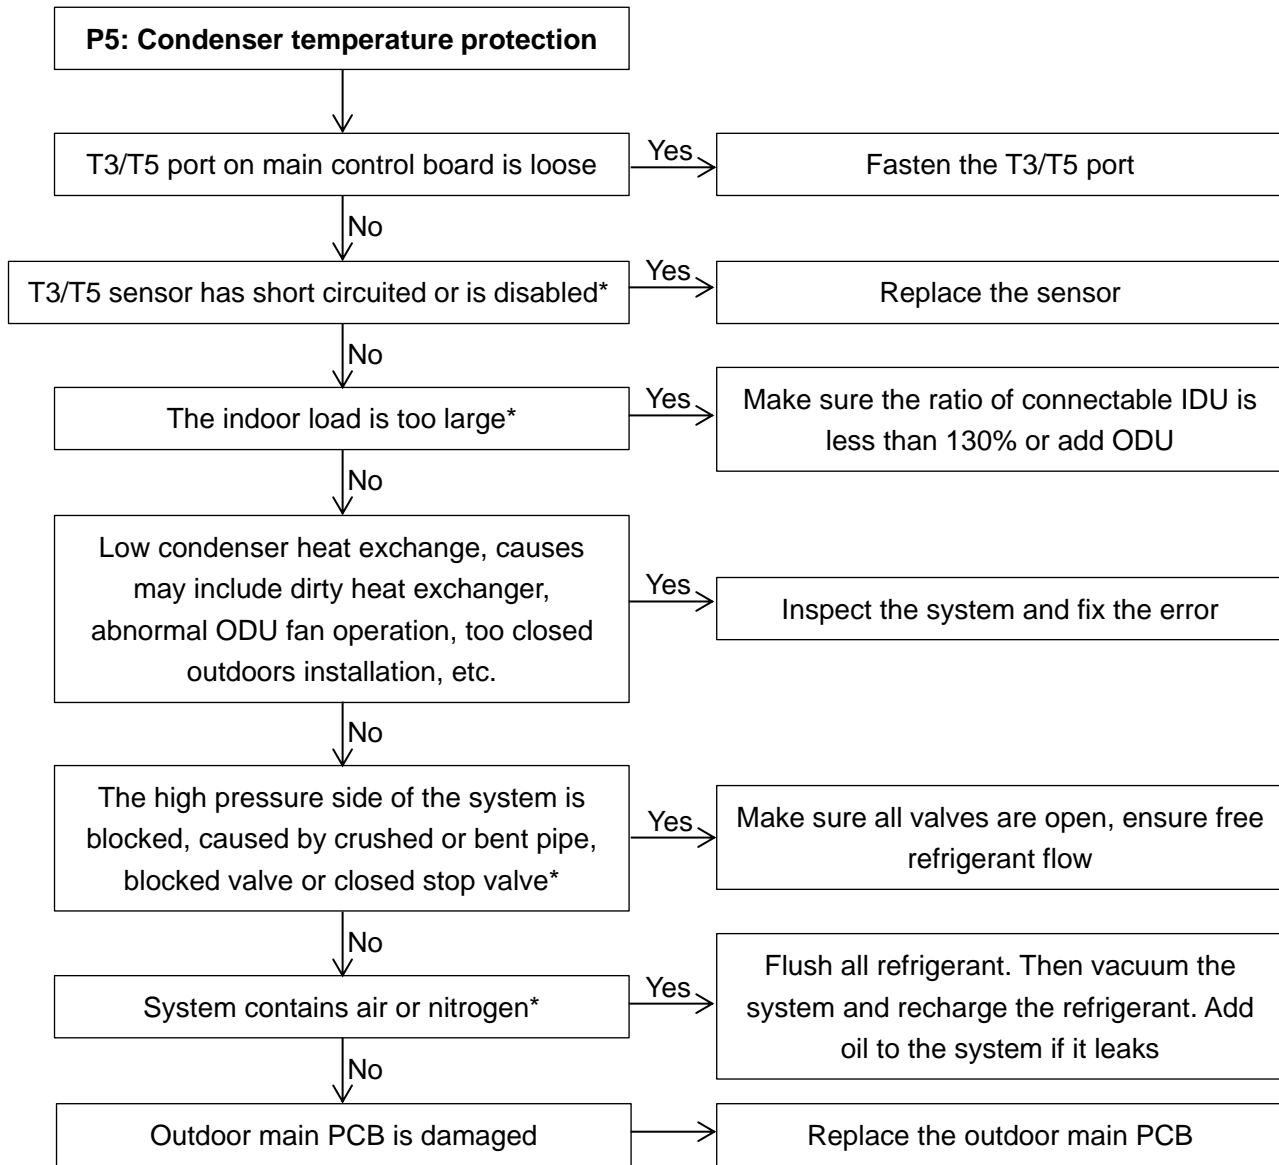 P5: Condenser temperature protection
T3/T5 port on main control board is loose
Yes
Fasten the T3/T5 port
No
T3/T5 sensor has short circuited or is disabled*
Yes
Replace the sensor
No
The indoor load is too large*
Yes
Make sure the ratio of connectable IDU is
less than 130% or add ODU
No
Low condenser heat exchange, causes
may include dirty heat exchanger,
abnormal ODU fan operation, too closed
outdoors installation, etc.
Yes
Inspect the system and fix the error
No
The high pressure side of the system is
blocked, caused by crushed or bent pipe,
blocked valve or closed stop valve*
Yes
Make sure all valves are open, ensure free
refrigerant flow
No
System contains air or nitrogen*
Yes
Flush all refrigerant. Then vacuum the
system and recharge the refrigerant. Add
oil to the system if it leaks
No
Outdoor main PCB is damaged
Replace the outdoor main PCB